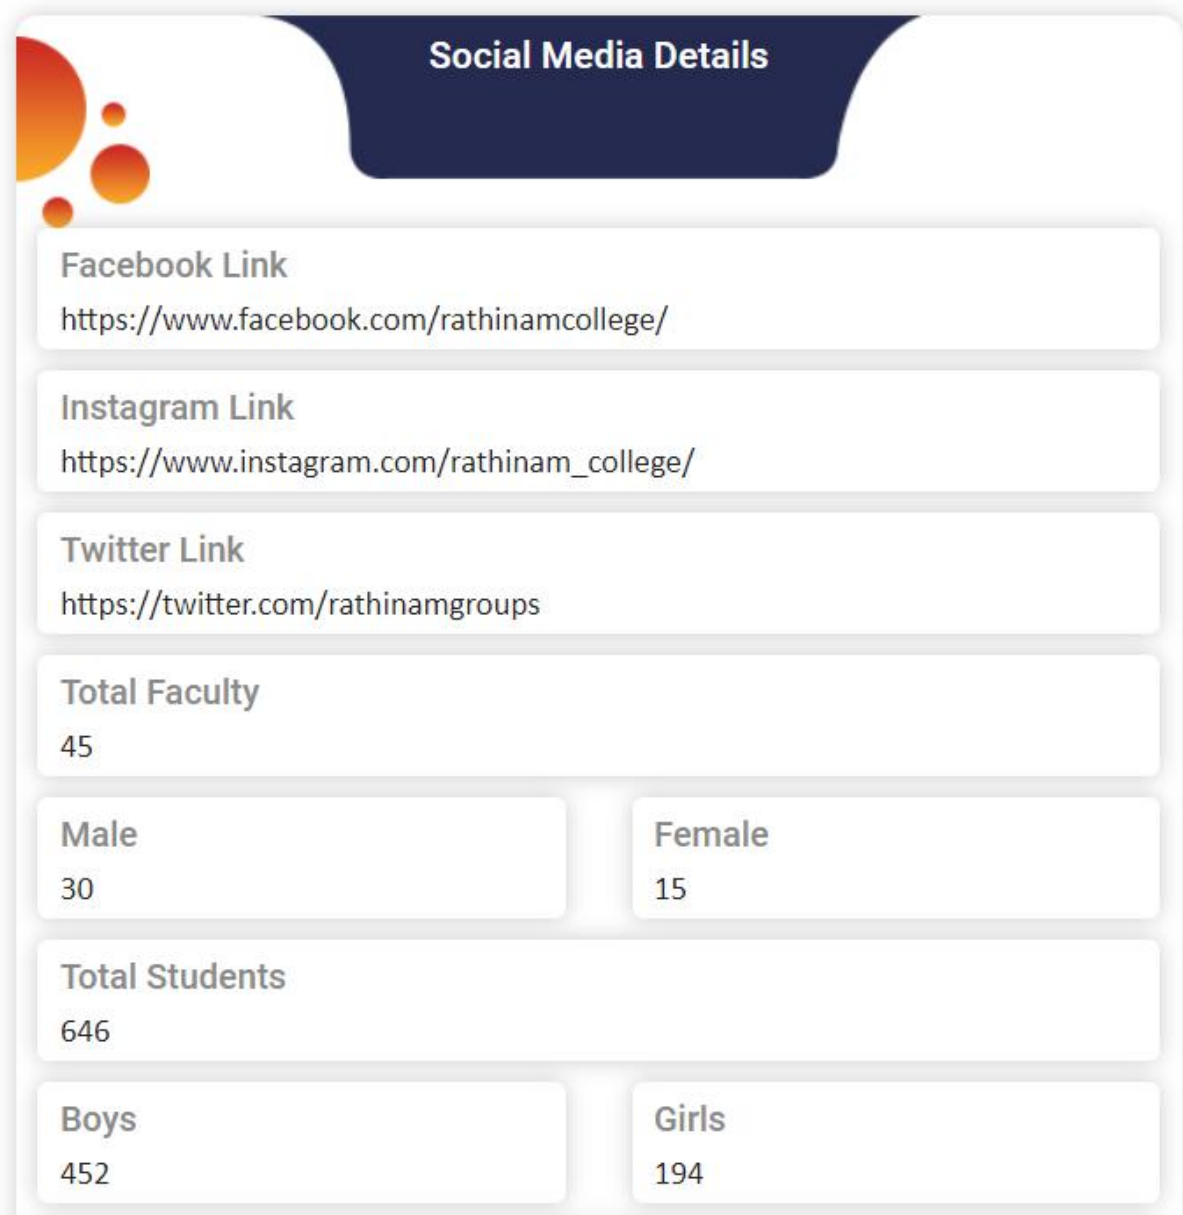 Social Media Details
Facebook Link
https://www.facebook.com/rathinamcollege/
Instagram Link
https://www.instagram.com/rathinam_college/
Twitter Link
https://twitter.com/rathinamgroups
Total Faculty
45
Male
30
Female
15
Total Students
646
Boys
452
Girls
194